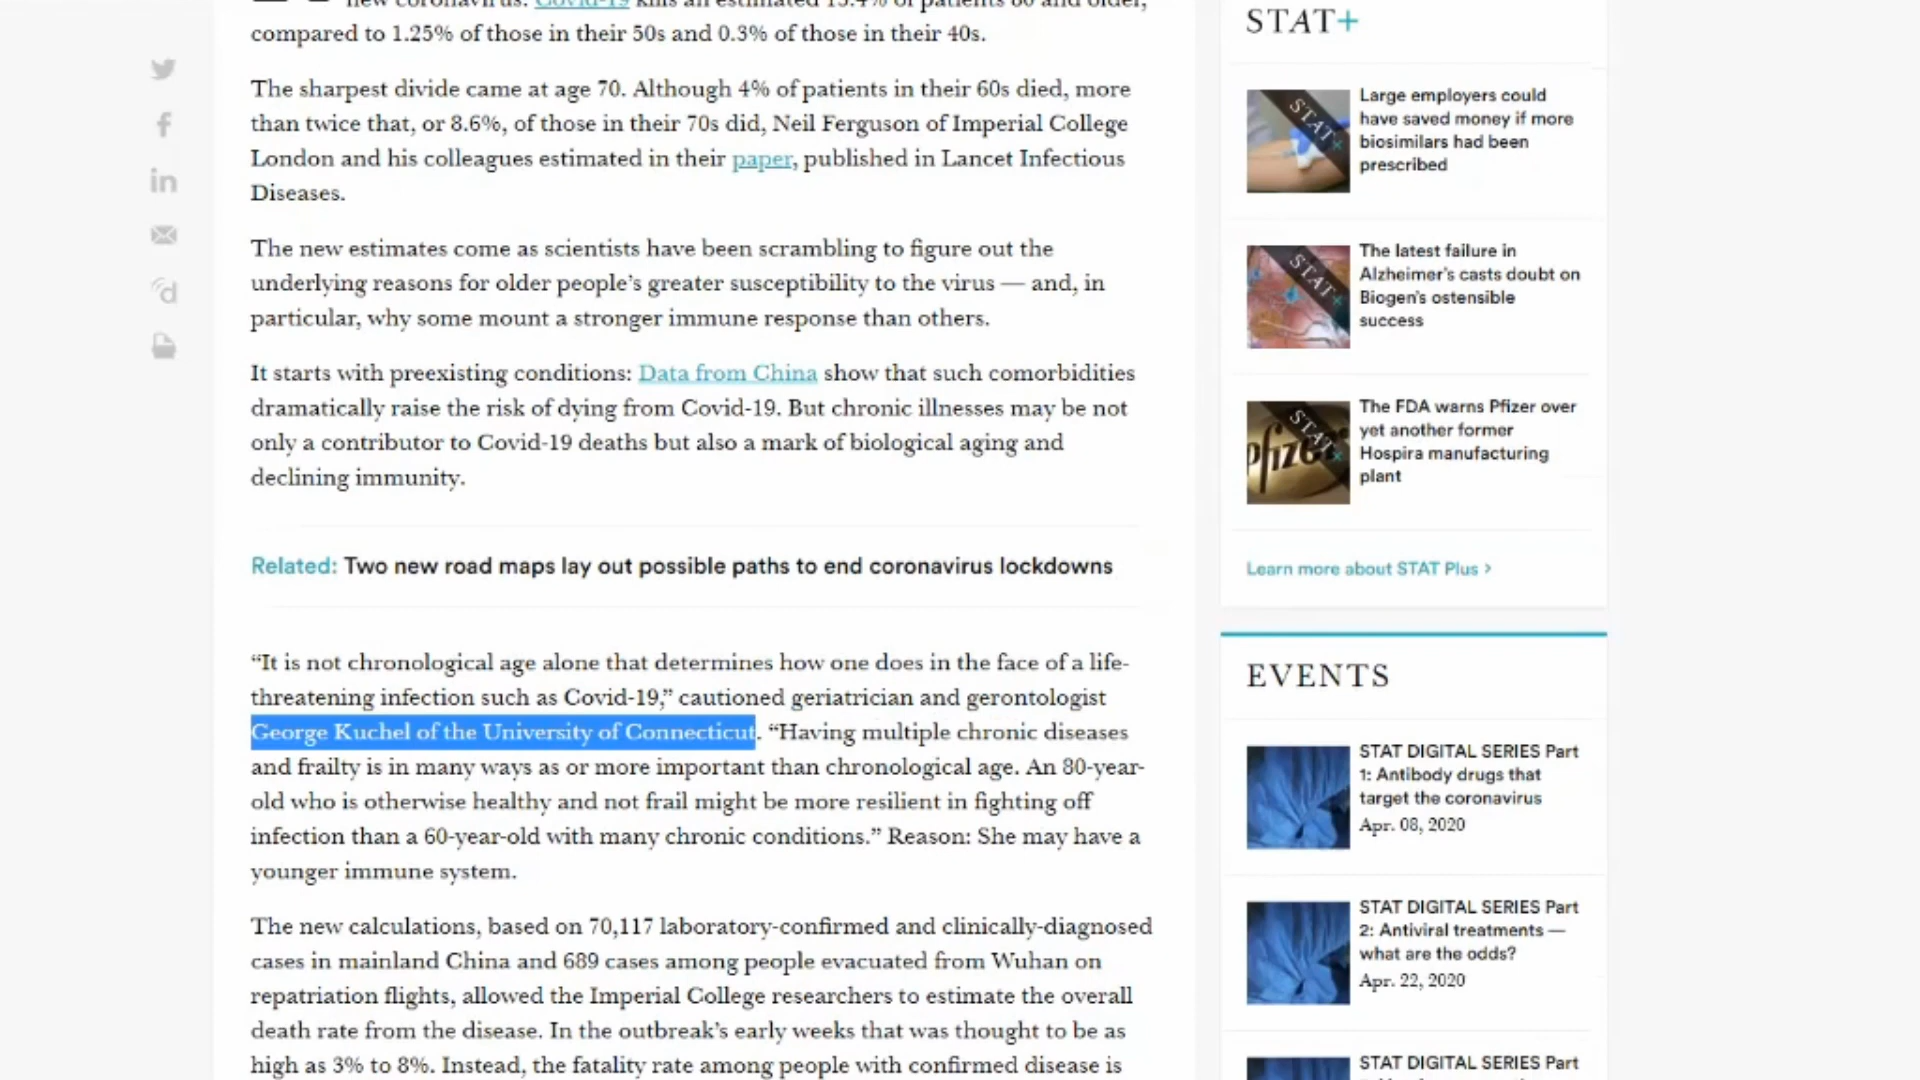 new coronavirus. Covid-19 kills an estimated 13.4% of patients 80 and older,
compared to 1.25% of those in their 50s and 0.3% of those in their 40s.
The sharpest divide came at age 70. Although 4% of patients in their 60s died, more
than twice that, or 8.6%, of those in their 70s did, Neil Ferguson of Imperial College
London and his colleagues estimated in their paper, published in Lancet Infectious
Diseases.
The new estimates come as scientists have been scrambling to figure out the
underlying reasons for older people’s greater susceptibility to the virus — and, in
particular, why some mount a stronger immune response than others.
It starts with preexisting conditions: Data from China show that such comorbidities
dramatically raise the risk of dying from Covid-19. But chronic illnesses may be not
only a contributor to Covid-19 deaths but also a mark of biological aging and
declining immunity.
Related: Two new road maps lay out possible paths to end coronavirus lockdowns
“It is not chronological age alone that determines how one does in the face of a life-
threatening infection such as Covid-19,” cautioned geriatrician and gerontologist
George Kuchel of the University of Connecticut. “Having multiple chronic diseases
and frailty is in many ways as or more important than chronological age. An 80-year-
old who is otherwise healthy and not frail might be more resilient in fighting off
infection than a 60-year-old with many chronic conditions.” Reason: She may have a
younger immune system.
The new calculations, based on 70,117 laboratory-confirmed and clinically-diagnosed
cases in mainland China and 689 cases among people evacuated from Wuhan on
repatriation flights, allowed the Imperial College researchers to estimate the overall
death rate from the disease. In the outbreak’s early weeks that was thought to be as
high as 3% to 8%. Instead, the fatality rate among people with confirmed disease is
STAT+
STAT+
Large employers could
have saved money if more
biosimilars had been
prescribed
STAT+
The latest failure in
Alzheimer’s casts doubt on
Biogen’s ostensible
success
Pfizer
STAT+
The FDA warns Pfizer over
yet another former
Hospira manufacturing
plant
Learn more about STAT Plus >
EVENTS
STAT DIGITAL SERIES Part
1: Antibody drugs that
target the coronavirus
Apr. 08, 2020
STAT DIGITAL SERIES Part
2: Antiviral treatments —
what are the odds?
Apr. 22, 2020
STAT DIGITAL SERIES Part